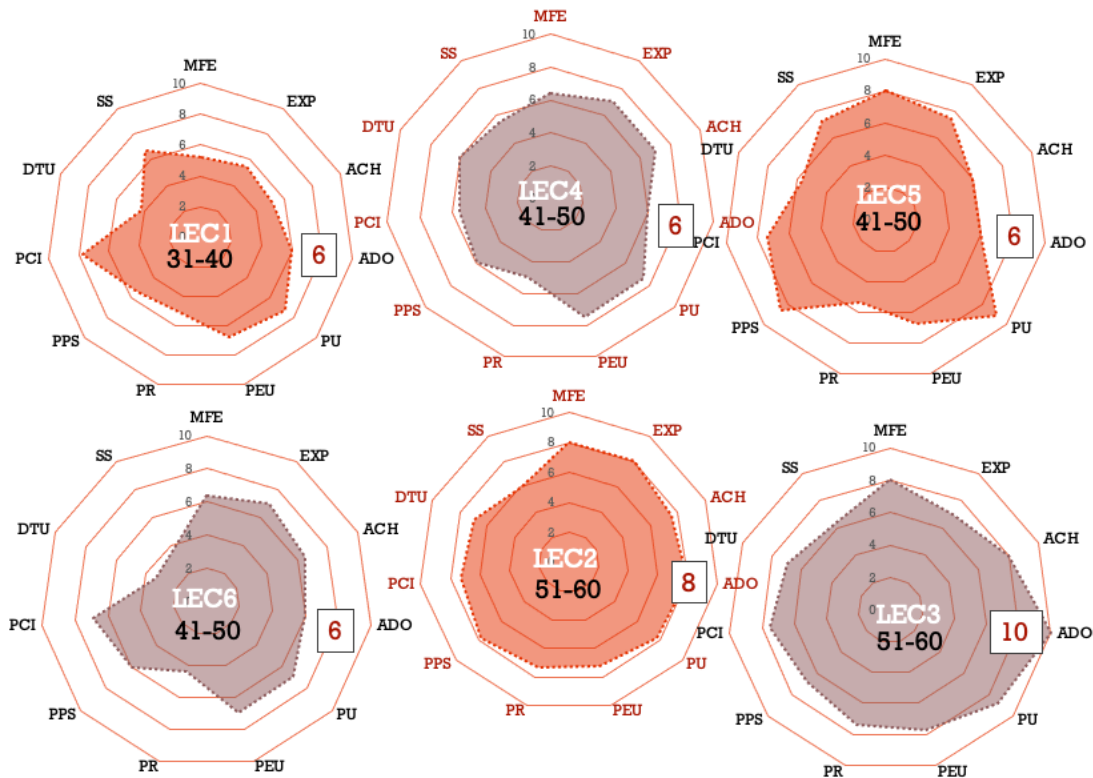 MFE
10
SS
EXP
8
6
DTU
4
ACH
2
0
LEC1
31-40
6
PCI
ADO
PPS
PU
PR
PEU
MFE
10
SS
EXP
8
6
DTU
4
ACH
2
LEC4
41-50
6
PCI
ADO
PPS
PU
PR
PEU
MFE
10
SS
EXP
8
6
DTU
4
ACH
2
LEC5
0
41-50
6
PCI
ADO
PPS
PU
PR
PEU
MFE
10
SS
EXP
8
6
DTU
4
ACH
2
LEC6
41-50
6
PCI
ADO
PPS
PU
PR
PEU
MFE
10
SS
EXP
8
6
DTU
4
ACH
2
LEC2
51-60
8
PCI
ADO
PPS
PU
PR
PEU
MFE
10
SS
EXP
8
6
DTU
4
ACH
2
0
LEC3
51-60
10
PCI
ADO
PPS
PU
PR
PEU